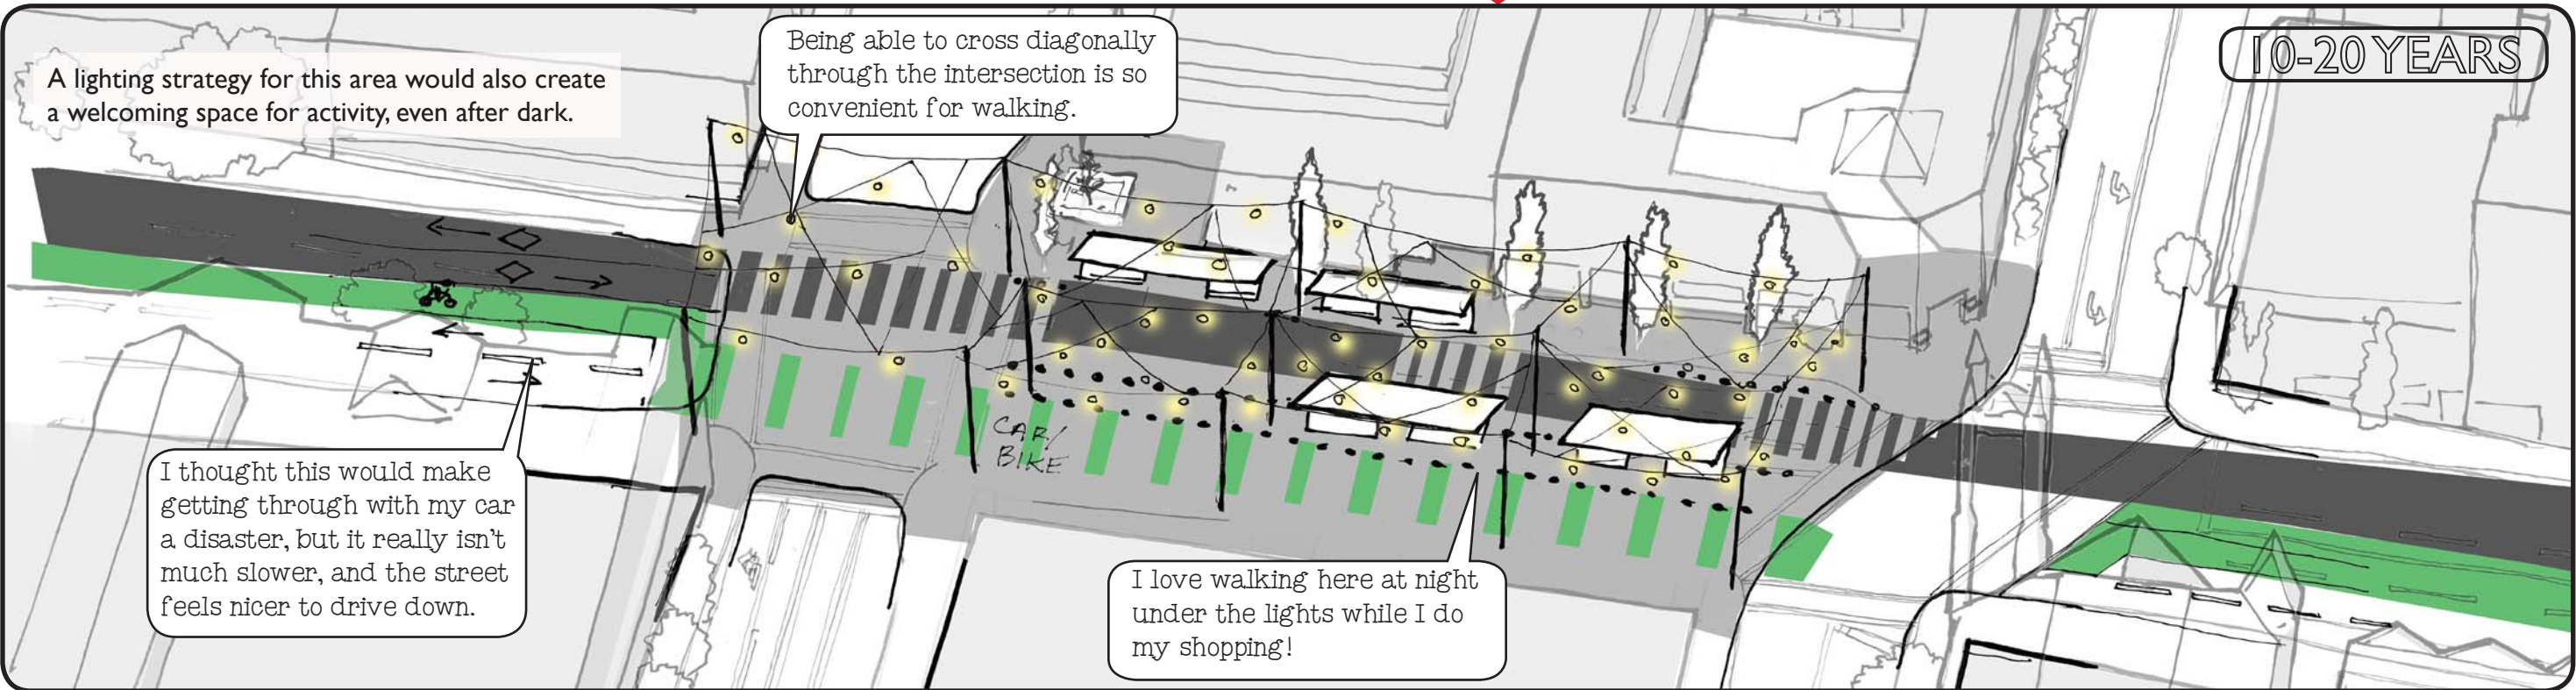 A lighting strategy for this area would also create
a welcoming space for activity, even after dark.
Being able to cross diagonally
through the intersection is so
convenient for walking.
10-20 YEARS
CAR/
BIKE
I thought this would make
getting through with my car
a disaster, but it really isn't
much slower, and the street
feels nicer to drive down.
I love walking here at night
under the lights while I do
my shopping!